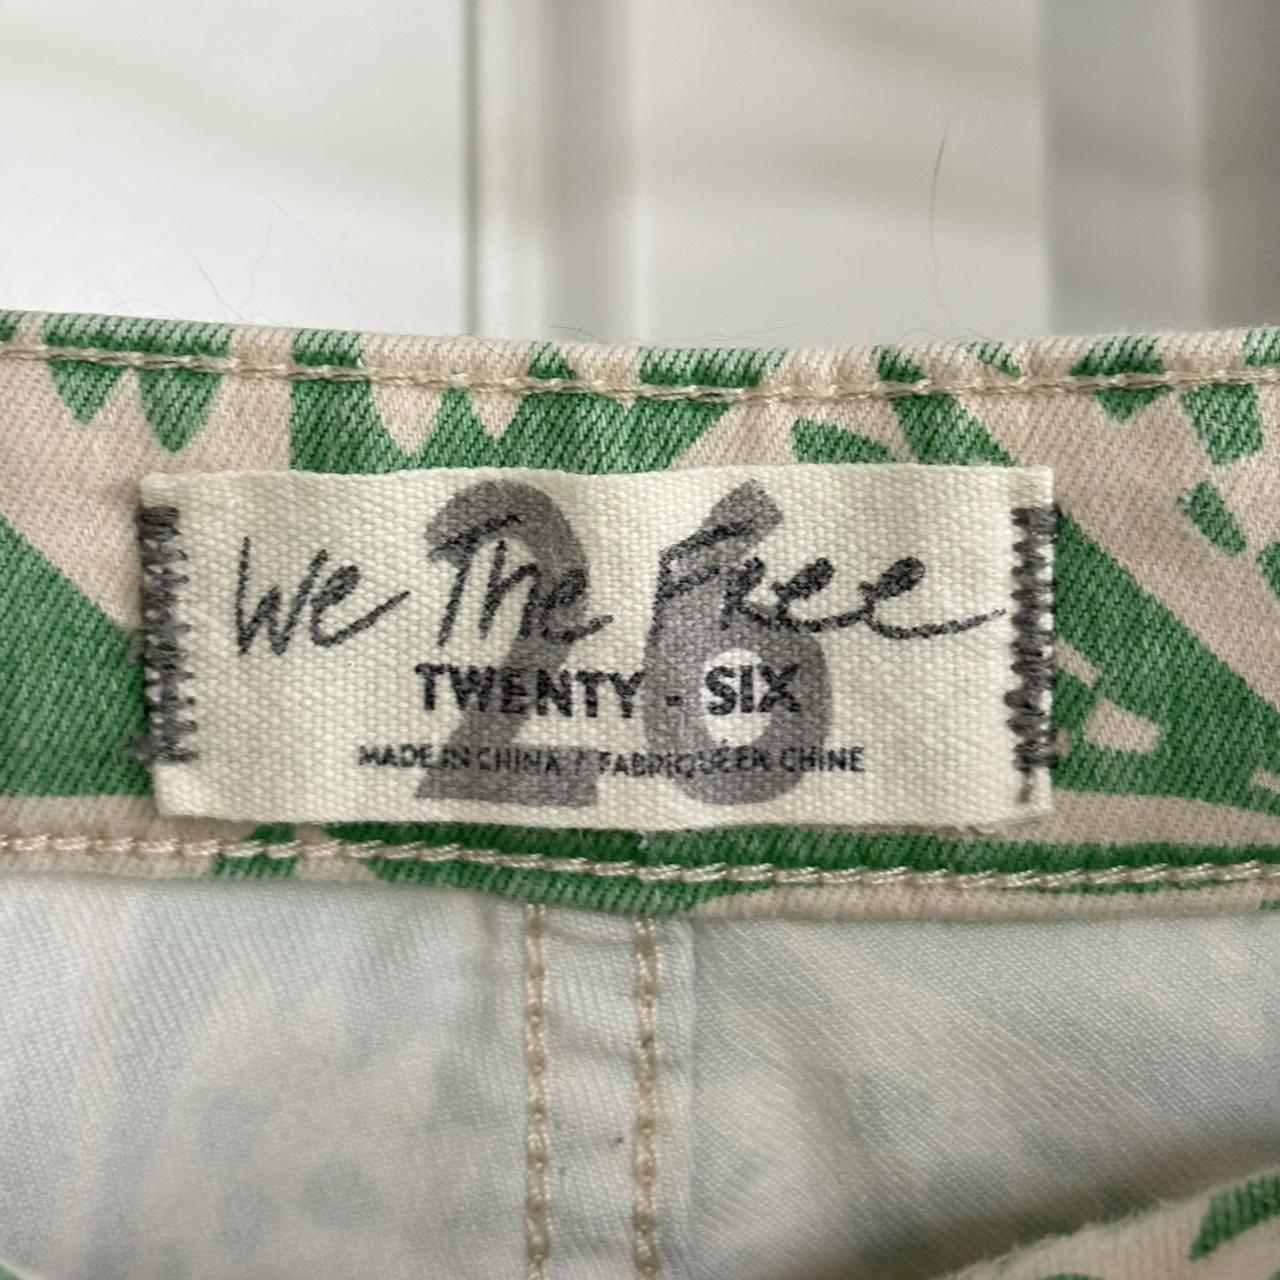 26
We The Free
TWENTY - SIX
MADE IN CHINA / FABRIQUÉ EN CHINE